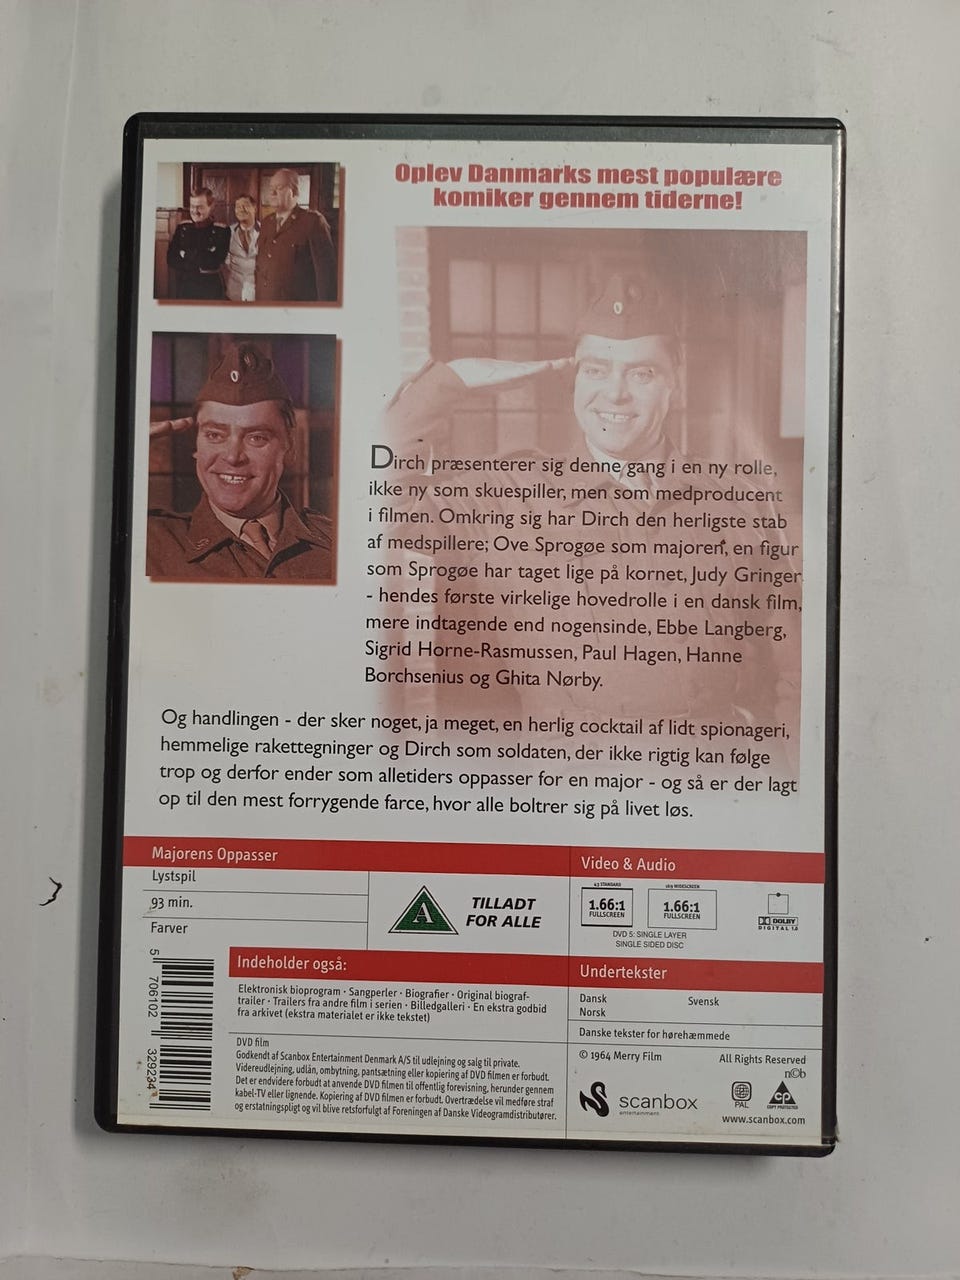 Oplev Danmarks mest populære
komiker gennem tiderne!
Dirch præsenterer sig denne gang i en ny rolle,
ikke ny som skuespiller, men som medproducent
i filmen. Omkring sig har Dirch den herligste stab
af medspillere; Ove Sprogøe som majoren, en figur
som Sprogøe har taget lige på kornet, Judy Gringer
- hendes første virkelige hovedrolle i en dansk film,
mere indtagende end nogensinde, Ebbe Langberg,
Sigrid Horne-Rasmussen, Paul Hagen, Hanne
Borchsenius og Ghita Nørby.
Og handlingen - der sker noget, ja meget, en herlig cocktail af lidt spionageri,
hemmelige rakettegninger og Dirch som soldaten, der ikke rigtig kan følge
trop og derfor ender som alletiders oppasser for en major - og så er der lagt
op til den mest forrygende farce, hvor alle boltrer sig på livet løs.
Majorens Oppasser
Lystspil
93 min.
Farver
A
TILLADT
FOR ALLE
Video & Audio
4:3 STANDARD
1.66:1
FULLSCREEN
16:9 WIDESCREEN
1.66:1
FULLSCREEN
DVD 5: SINGLE LAYER
SINGLE SIDED DISC
DOLBY
DIGITAL 1.0
5 706102 329234
Indeholder også:
Elektronisk bioprogram · Sangperler · Biografier · Original biograf-
trailer · Trailers fra andre film i serien · Billedgalleri · En ekstra godbid
fra arkivet (ekstra materialet er ikke tekstet)
DVD film
Godkendt af Scanbox Entertainment Denmark A/S til udlejning og salg til private.
Videreudlejning, udlån, ombytning, pantsætning eller kopiering af DVD filmen er forbudt.
Det er endvidere forbudt at anvende DVD filmen til offentlig forevisning, herunder gennem
kabel-TV eller lignende. Kopiering af DVD filmen er forbudt. Overtrædelse vil medføre straf
og erstatningspligt og vil blive retsforfulgt af Foreningen af Danske Videogramdistributører.
Undertekster
Dansk Svensk
Norsk
Danske tekster for hørehæmmede
© 1964 Merry Film All Rights Reserved
n©b
scanbox
entertainment
PAL
CP
COPY PROTECTED
www.scanbox.com